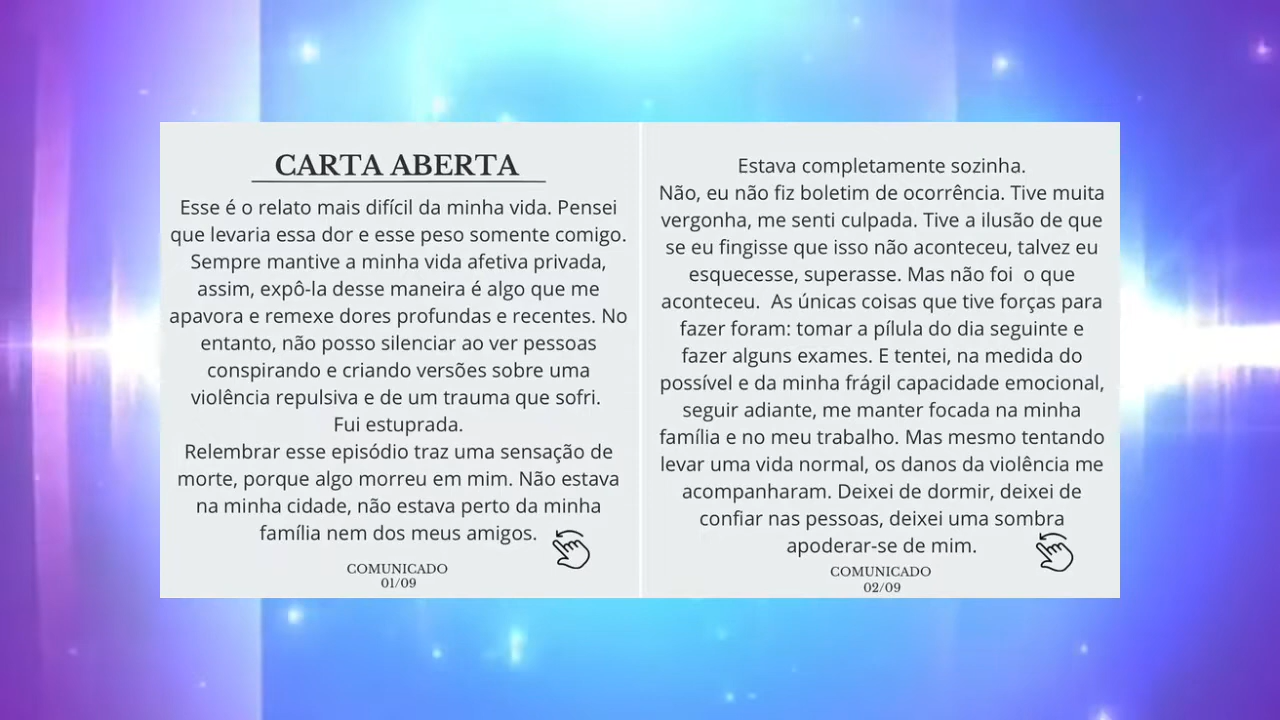 CARTA ABERTA
Esse é o relato mais difícil da minha vida. Pensei
que levaria essa dor e esse peso somente comigo.
Sempre mantive a minha vida afetiva privada,
assim, expô-la desse maneira é algo que me
apavora e remexe dores profundas e recentes. No
entanto, não posso silenciar ao ver pessoas
conspirando e criando versões sobre uma
violência repulsiva e de um trauma que sofri.
Fui estuprada.
Relembrar esse episódio traz uma sensação de
morte, porque algo morreu em mim. Não estava
na minha cidade, não estava perto da minha
família nem dos meus amigos.
COMUNICADO
01/09
Estava completamente sozinha.
Não, eu não fiz boletim de ocorrência. Tive muita
vergonha, me senti culpada. Tive a ilusão de que
se eu fingisse que isso não aconteceu, talvez eu
esquecesse, superasse. Mas não foi  o que
aconteceu.  As únicas coisas que tive forças para
fazer foram: tomar a pílula do dia seguinte e
fazer alguns exames. E tentei, na medida do
possível e da minha frágil capacidade emocional,
seguir adiante, me manter focada na minha
família e no meu trabalho. Mas mesmo tentando
levar uma vida normal, os danos da violência me
acompanharam. Deixei de dormir, deixei de
confiar nas pessoas, deixei uma sombra
apoderar-se de mim.
COMUNICADO
02/09